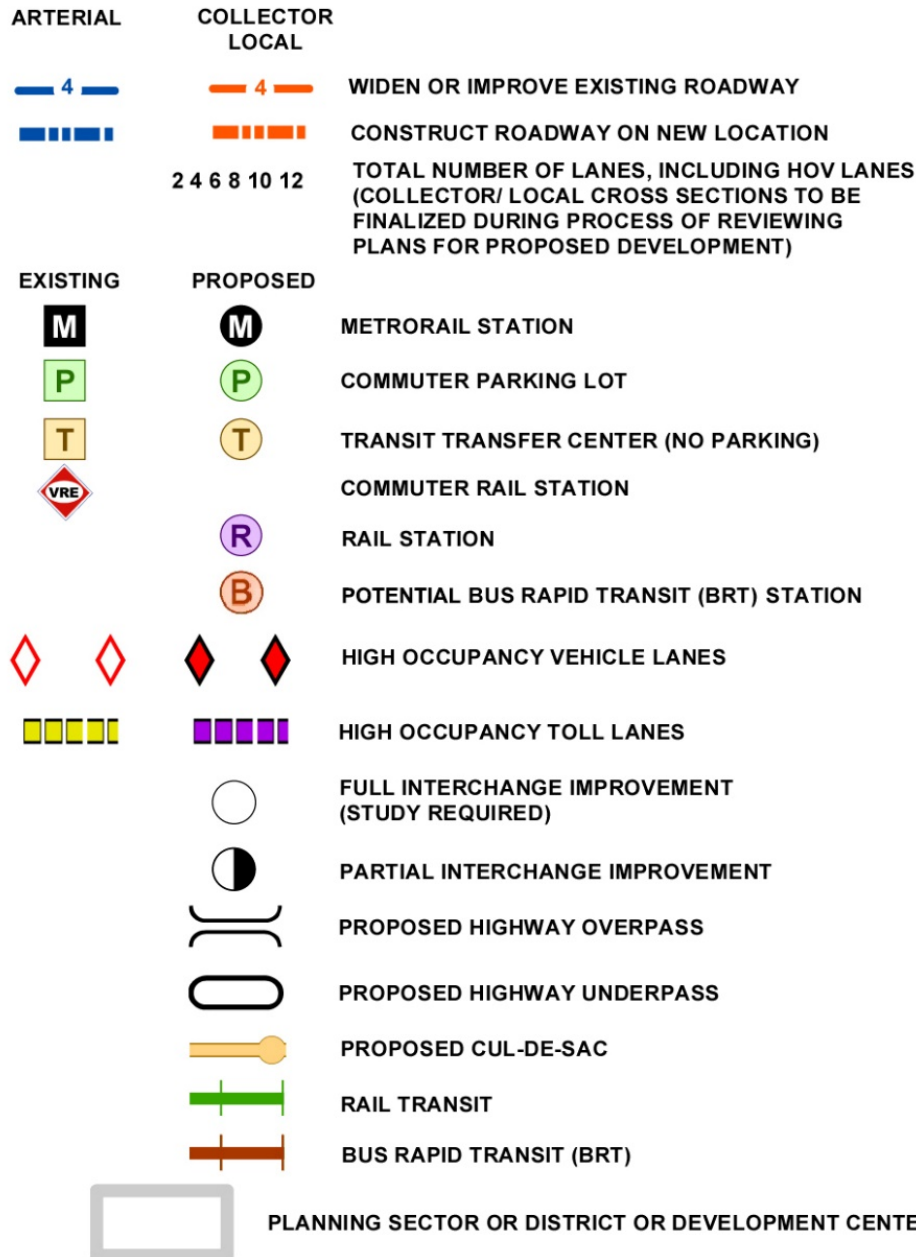 ARTERIAL COLLECTOR
LOCAL
4 4 WIDEN OR IMPROVE EXISTING ROADWAY
CONSTRUCT ROADWAY ON NEW LOCATION
2 4 6 8 10 12 TOTAL NUMBER OF LANES, INCLUDING HOV LANES
(COLLECTOR/ LOCAL CROSS SECTIONS TO BE
FINALIZED DURING PROCESS OF REVIEWING
PLANS FOR PROPOSED DEVELOPMENT)
EXISTING PROPOSED
M M METRORAIL STATION
P P COMMUTER PARKING LOT
T T TRANSIT TRANSFER CENTER (NO PARKING)
VRE COMMUTER RAIL STATION
R RAIL STATION
B POTENTIAL BUS RAPID TRANSIT (BRT) STATION
HIGH OCCUPANCY VEHICLE LANES
HIGH OCCUPANCY TOLL LANES
FULL INTERCHANGE IMPROVEMENT
(STUDY REQUIRED)
PARTIAL INTERCHANGE IMPROVEMENT
PROPOSED HIGHWAY OVERPASS
PROPOSED HIGHWAY UNDERPASS
PROPOSED CUL-DE-SAC
RAIL TRANSIT
BUS RAPID TRANSIT (BRT)
PLANNING SECTOR OR DISTRICT OR DEVELOPMENT CENTE